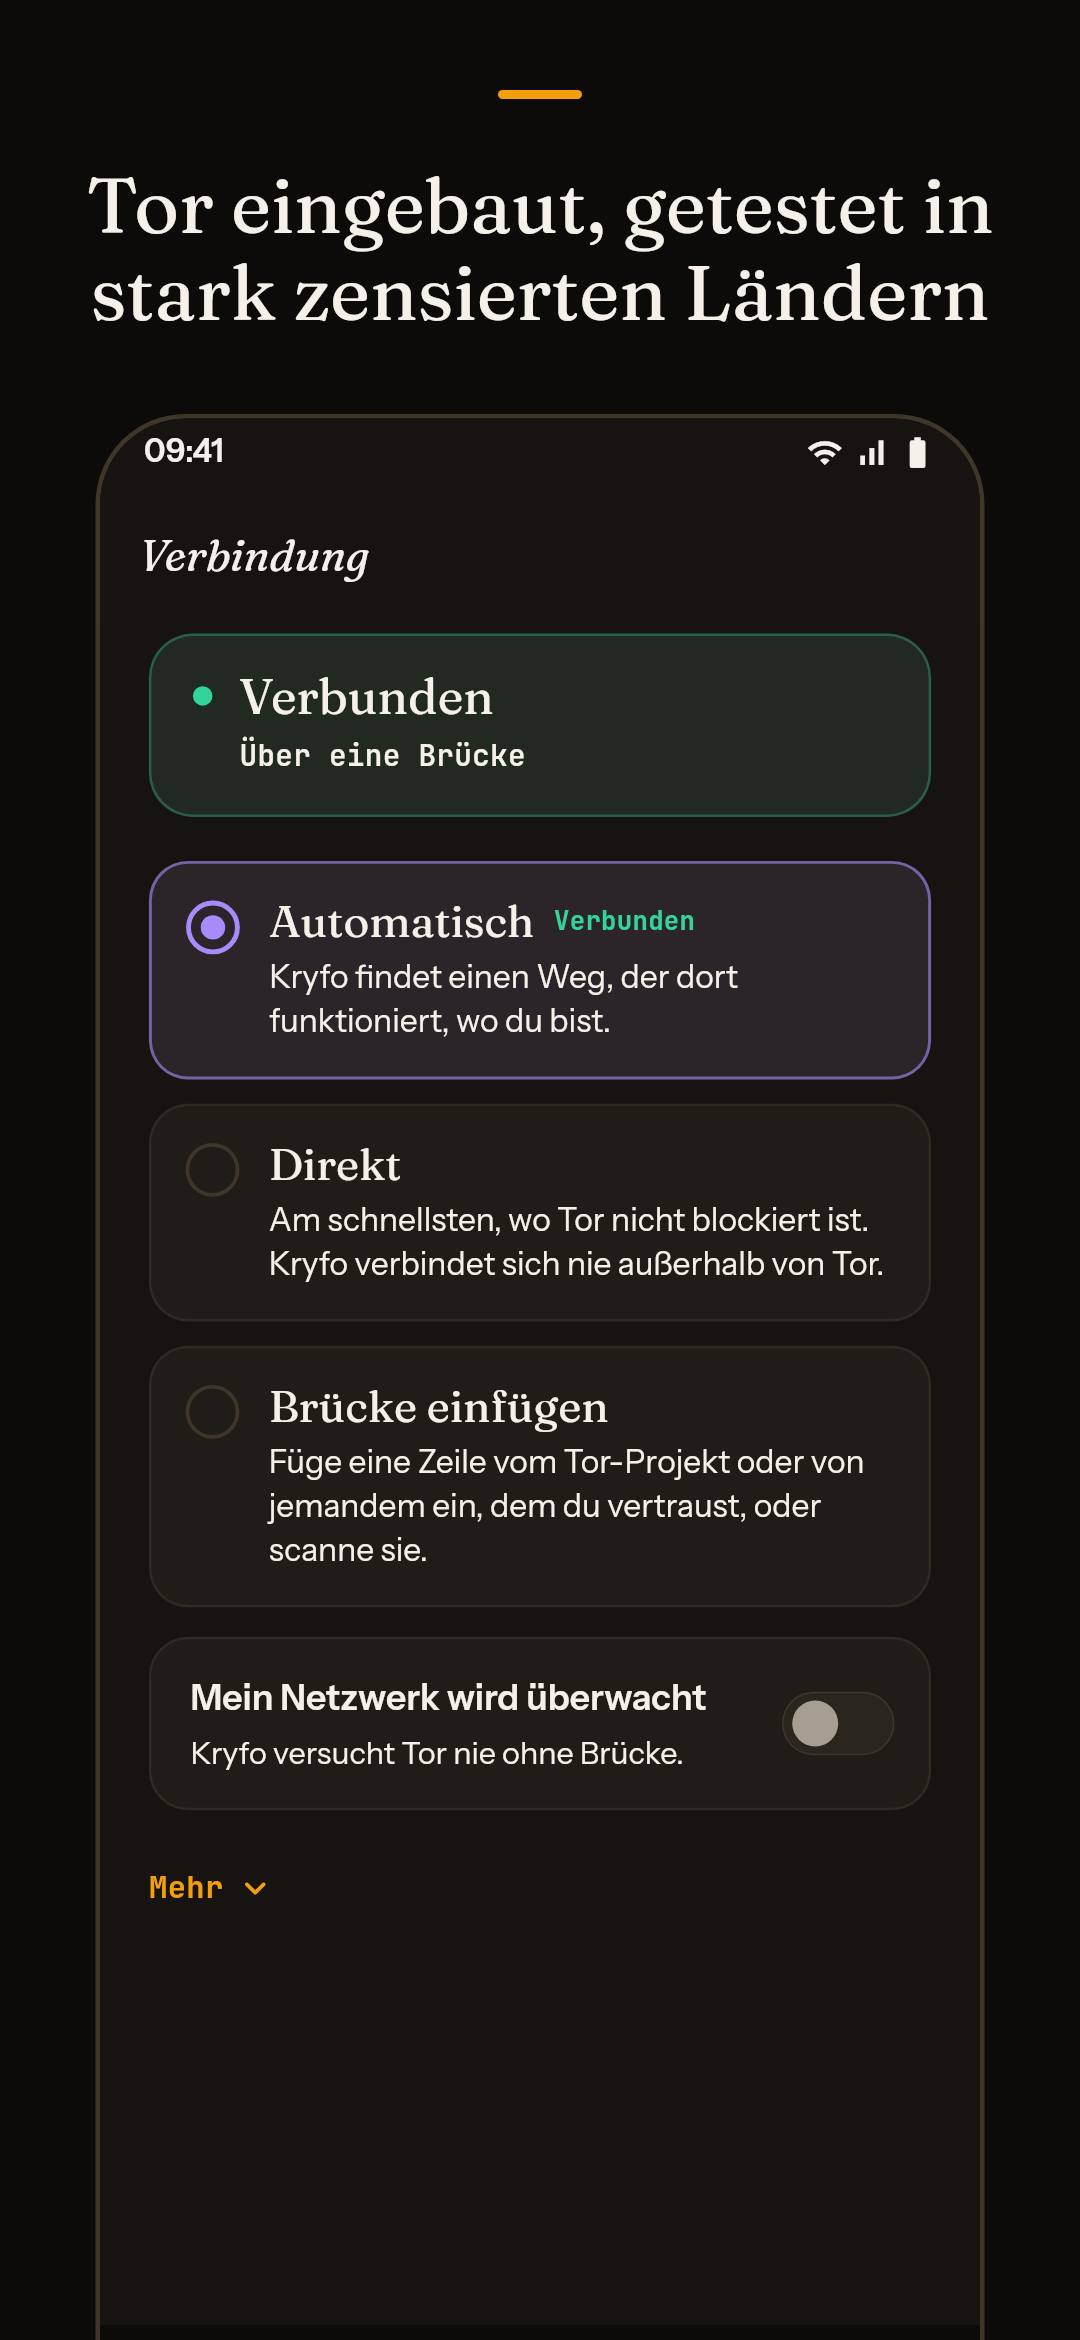 Tor eingebaut, getestet in
stark zensierten Ländern
09:41
Verbindung
Verbunden
Über eine Brücke
Automatisch Verbunden
Kryfo findet einen Weg, der dort
funktioniert, wo du bist.
Direkt
Am schnellsten, wo Tor nicht blockiert ist.
Kryfo verbindet sich nie außerhalb von Tor.
Brücke einfügen
Füge eine Zeile vom Tor-Projekt oder von
jemandem ein, dem du vertraust, oder
scanne sie.
Mein Netzwerk wird überwacht
Kryfo versucht Tor nie ohne Brücke.
Mehr